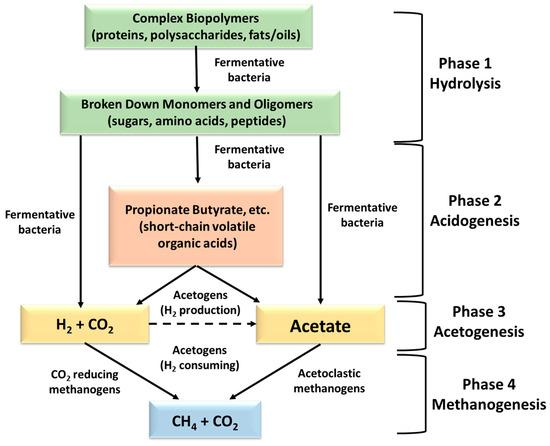 Complex Biopolymers
(proteins, polysaccharides, fats/oils)
Fermentative
bacteria
Phase 1
Hydrolysis
Broken Down Monomers and Oligomers
(sugars, amino acids, peptides)
Fermentative
bacteria
Fermentative
bacteria
Propionate Butyrate, etc.
(short-chain volatile
organic acids)
Fermentative
bacteria
Phase 2
Acidogenesis
Acetogens
(H₂ production)
H₂ + CO₂
Acetate
Phase 3
Acetogenesis
Acetogens
(H₂ consuming)
CO₂ reducing
methanogens
Acetoclastic
methanogens
Phase 4
Methanogenesis
CH₄ + CO₂